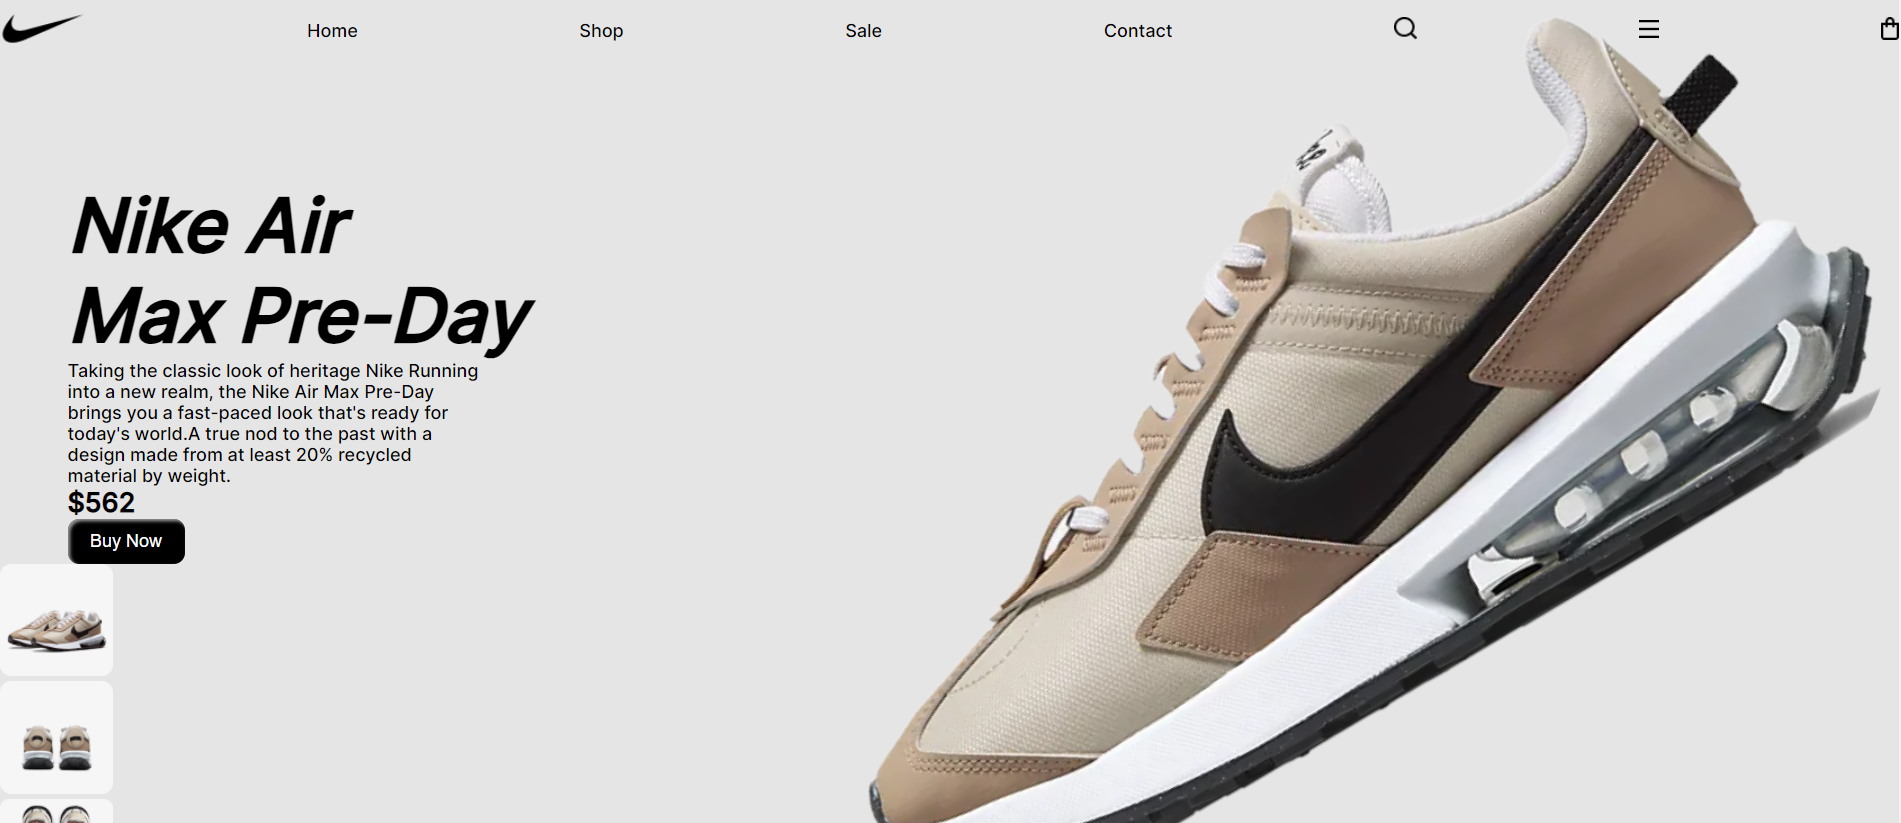 Home Shop Sale Contact
Nike Air
Max Pre-Day
Taking the classic look of heritage Nike Running
into a new realm, the Nike Air Max Pre-Day
brings you a fast-paced look that's ready for
today's world.A true nod to the past with a
design made from at least 20% recycled
material by weight.
$562
Buy Now